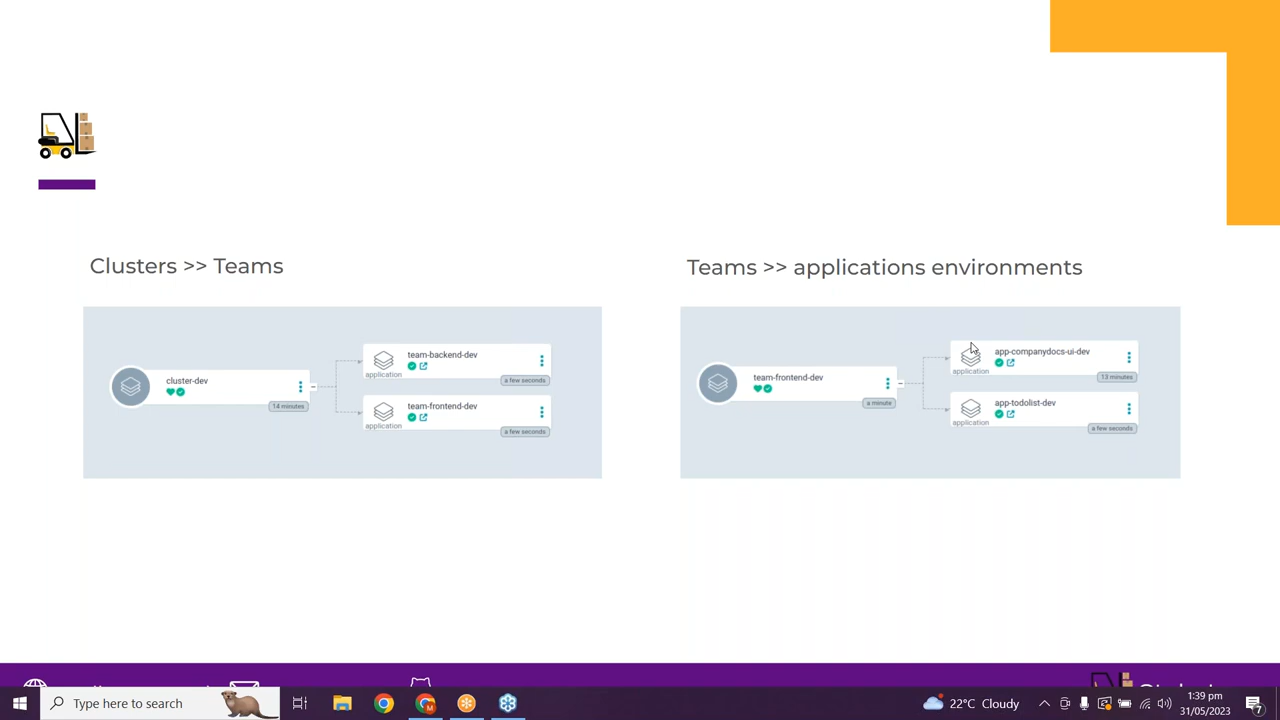 Clusters >> Teams
Teams >> applications environments
cluster-dev
14 minutes
team-backend-dev
application
a few seconds
team-frontend-dev
application
a few seconds
team-frontend-dev
a minute
app-companydocs-ui-dev
application
13 minutes
app-todolist-dev
application
a few seconds
Type here to search
22°C Cloudy
1:39 pm
31/05/2023
7